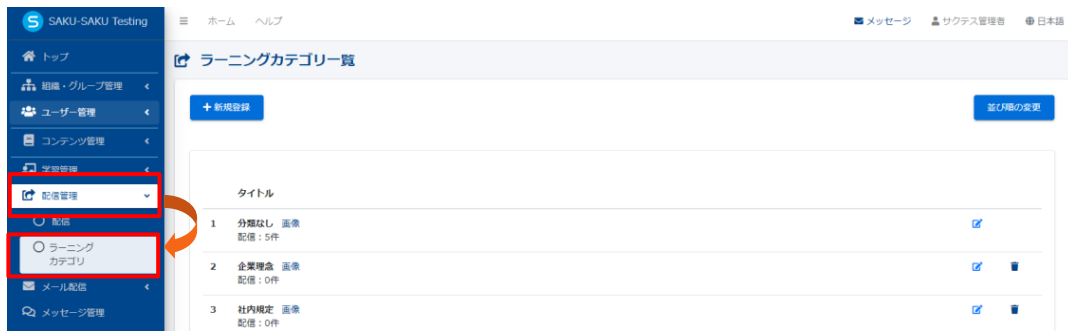 S SAKU-SAKU Testing
ホーム ヘルプ
メッセージ サクテス管理者 日本語
トップ
組織・グループ管理
ユーザー管理
コンテンツ管理
学習管理
配信管理
配信
ラーニング
カテゴリ
メール配信
メッセージ管理
ラーニングカテゴリ一覧
+ 新規登録
並び順の変更
タイトル
1 分類なし 画像
配信:5件
2 企業理念 画像
配信:0件
3 社内規定 画像
配信:0件